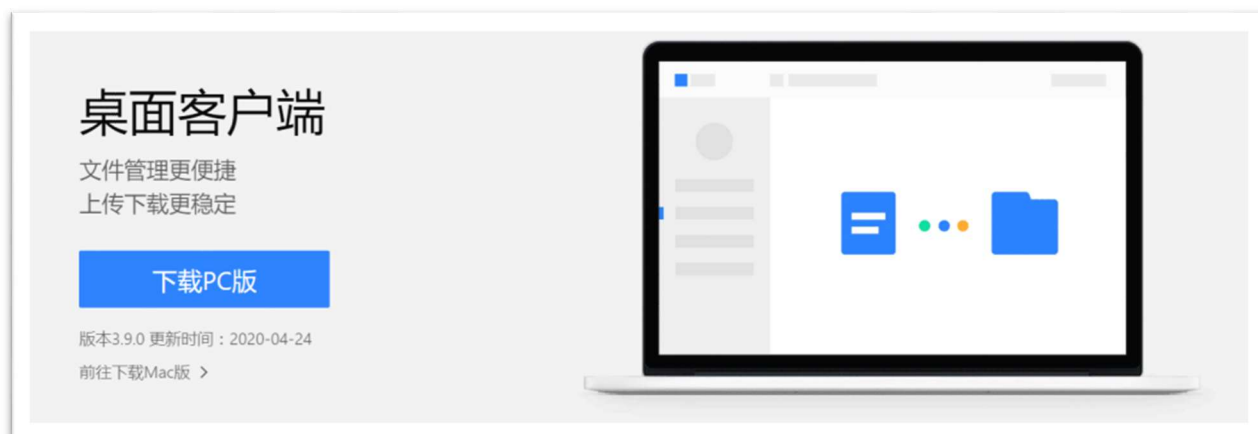 桌面客户端
文件管理更便捷
上传下载更稳定
下载PC版
版本3.9.0 更新时间：2020-04-24
前往下载Mac版 >